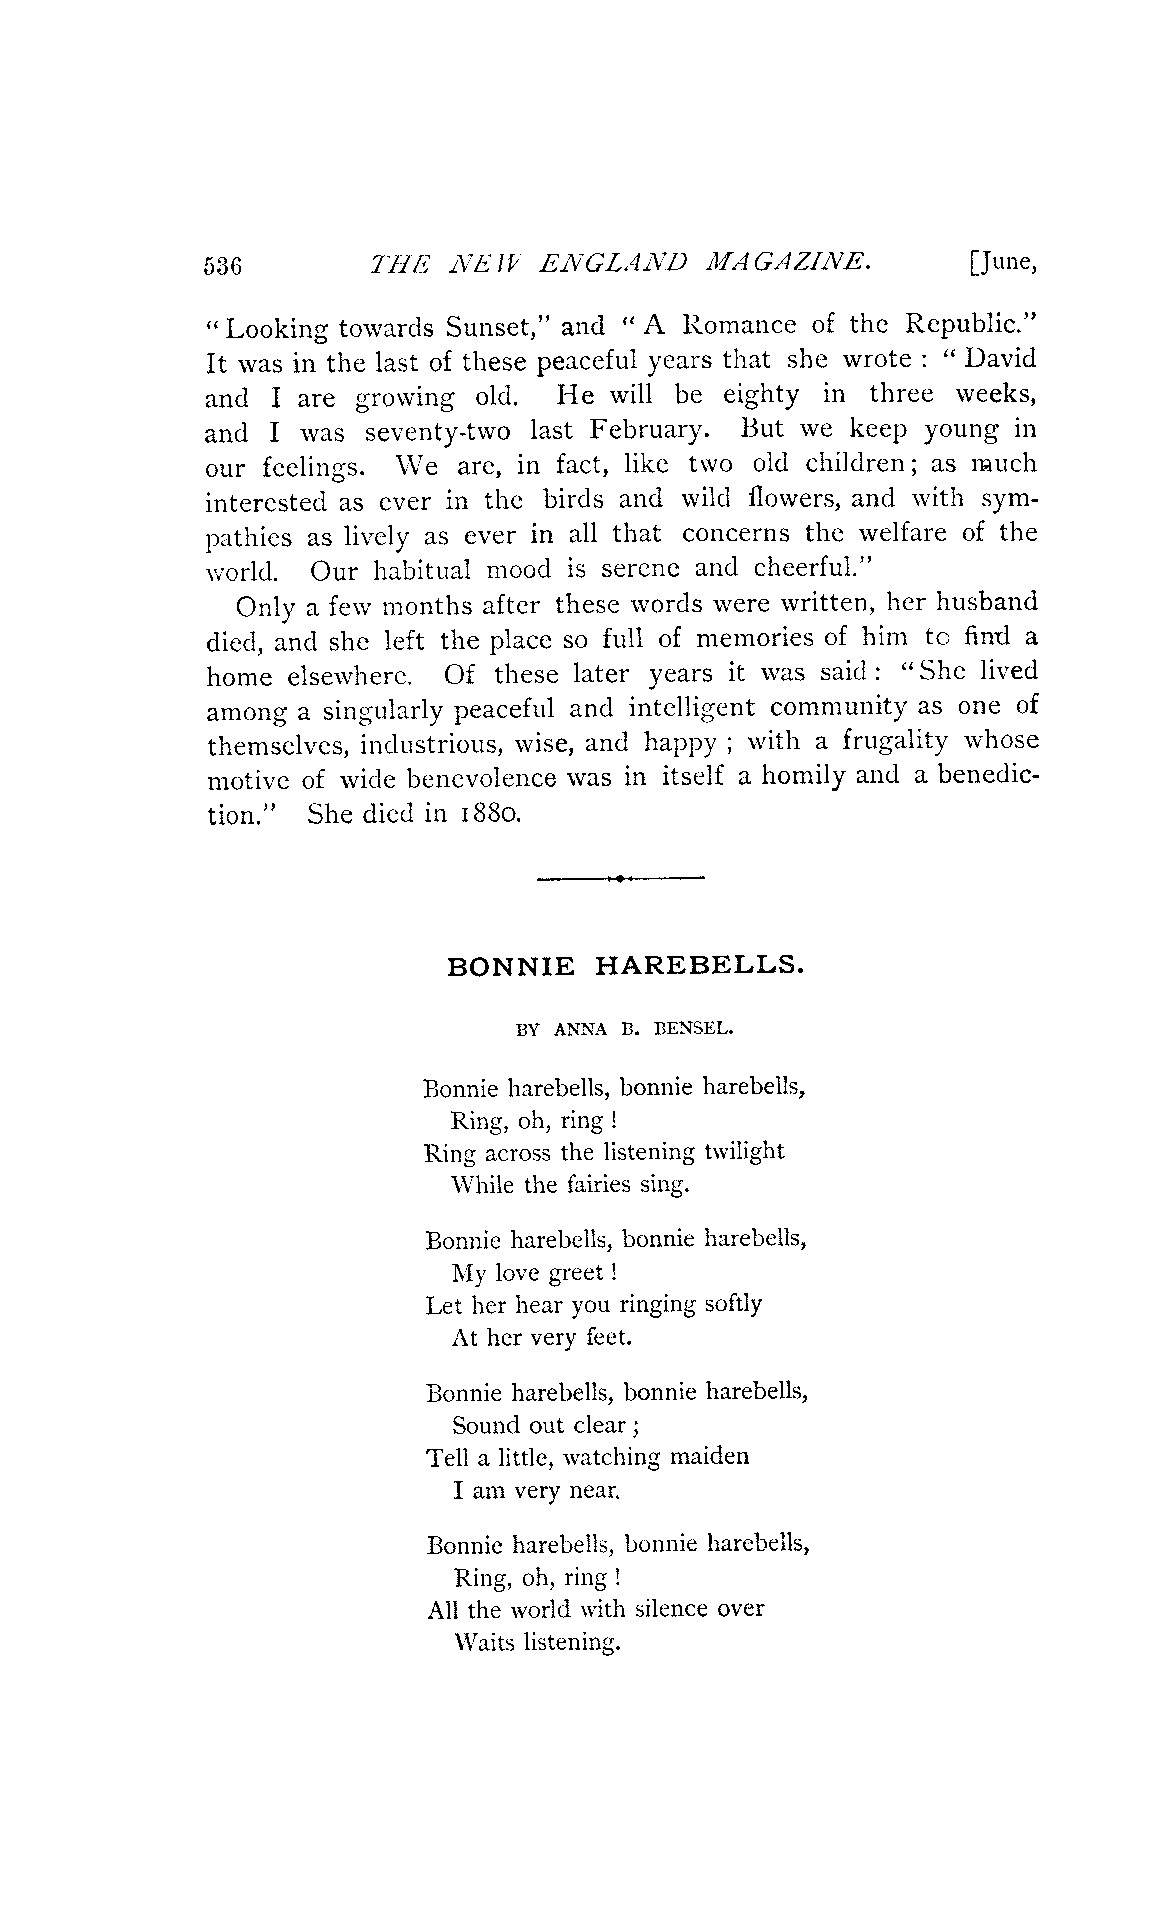 536 THE NEW ENGLAND MAGAZINE. [June,
"Looking towards Sunset," and "A Romance of the Republic."
It was in the last of these peaceful years that she wrote : "David
and I are growing old. He will be eighty in three weeks,
and I was seventy-two last February. But we keep young in
our feelings. We are, in fact, like two old children; as much
interested as ever in the birds and wild flowers, and with sym-
pathies as lively as ever in all that concerns the welfare of the
world. Our habitual mood is serene and cheerful."
Only a few months after these words were written, her husband
died, and she left the place so full of memories of him to find a
home elsewhere. Of these later years it was said : "She lived
among a singularly peaceful and intelligent community as one of
themselves, industrious, wise, and happy ; with a frugality whose
motive of wide benevolence was in itself a homily and a benedic-
tion." She died in 1880.
BONNIE HAREBELLS.
BY ANNA B. BENSEL.
Bonnie harebells, bonnie harebells,
Ring, oh, ring !
Ring across the listening twilight
While the fairies sing.
Bonnie harebells, bonnie harebells,
My love greet !
Let her hear you ringing softly
At her very feet.
Bonnie harebells, bonnie harebells,
Sound out clear ;
Tell a little, watching maiden
I am very near.
Bonnie harebells, bonnie harebells,
Ring, oh, ring !
All the world with silence over
Waits listening.